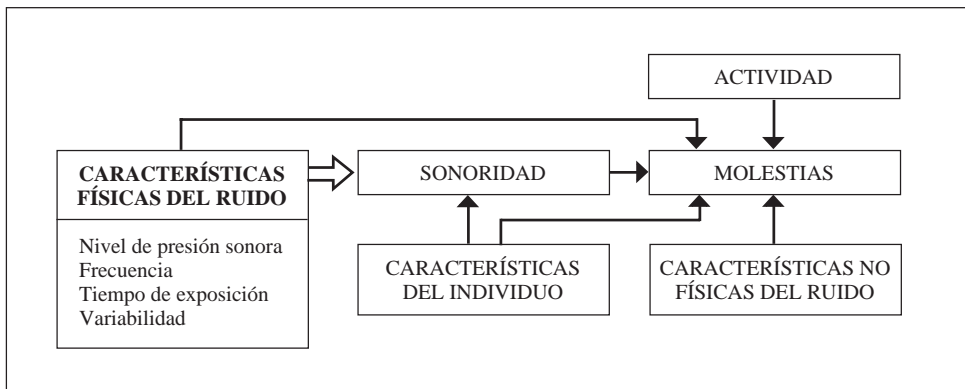 ACTIVIDAD
CARACTERÍSTICAS
FÍSICAS DEL RUIDO
SONORIDAD
MOLESTIAS
Nivel de presión sonora
Frecuencia
Tiempo de exposición
Variabilidad
CARACTERÍSTICAS
DEL INDIVIDUO
CARACTERÍSTICAS NO
FÍSICAS DEL RUIDO